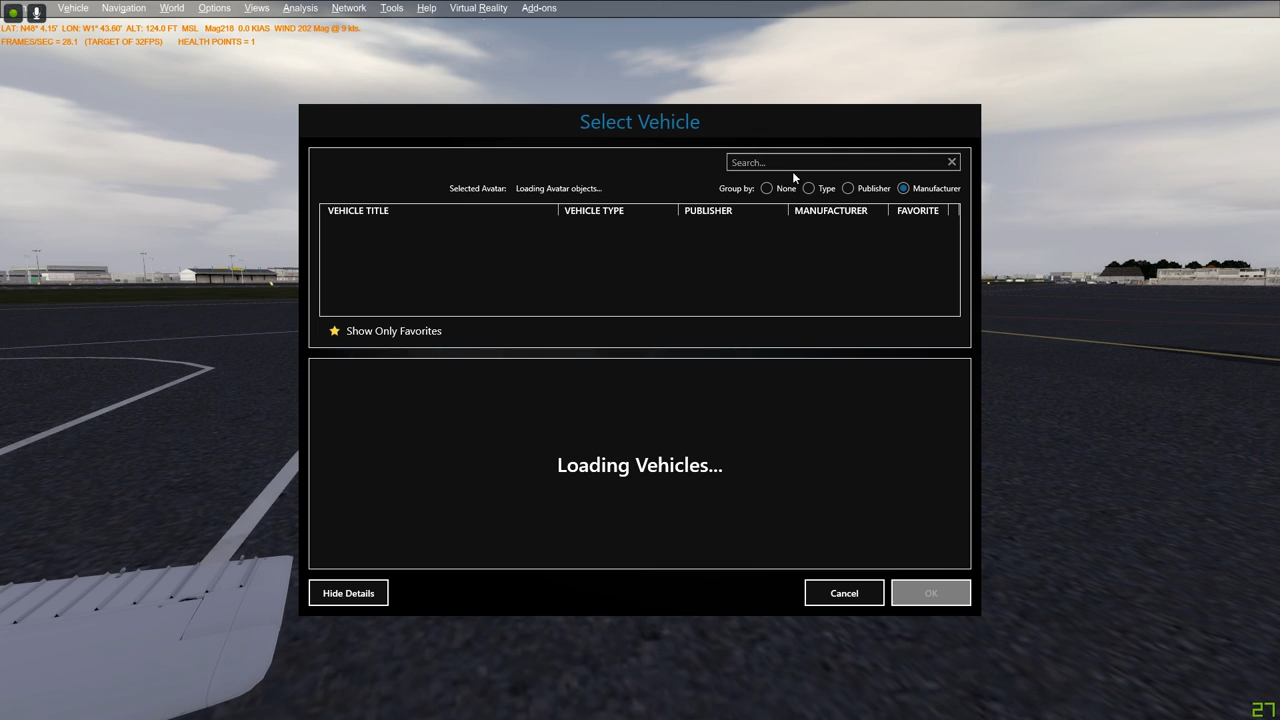 Vehicle Navigation World Options Views Analysis Network Tools Help Virtual Reality Add-ons
LAT: N48° 4.15' LON: W1° 43.60' ALT: 124.0 FT MSL Mag218 0.0 KIAS WIND 202 Mag @ 9 kts.
FRAMES/SEC = 28.1 (TARGET OF 32FPS) HEALTH POINTS = 1
Select Vehicle
Search...
Selected Avatar: Loading Avatar objects... Group by: None Type Publisher Manufacturer
VEHICLE TITLE VEHICLE TYPE PUBLISHER MANUFACTURER FAVORITE
Show Only Favorites
Loading Vehicles...
Hide Details Cancel OK
27